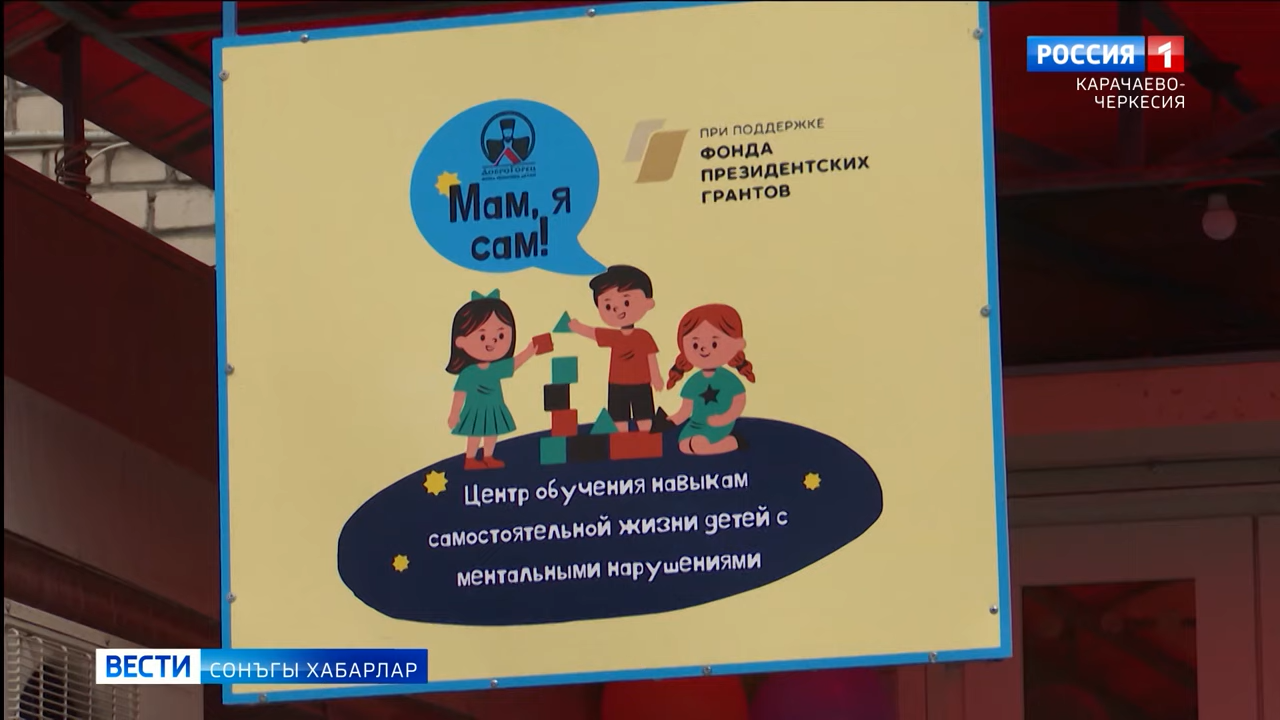 РОССИЯ 1
КАРАЧАЕВО-
ЧЕРКЕСИЯ
ДОБРОГОРЕЦ
Мам, я
сам!
ПРИ ПОДДЕРЖКЕ
ФОНДА
ПРЕЗИДЕНТСКИХ
ГРАНТОВ
Центр обучения навыкам
самостоятельной жизни детей с
ментальными нарушениями
ВЕСТИ СОНЪГЫ ХАБАРЛАР